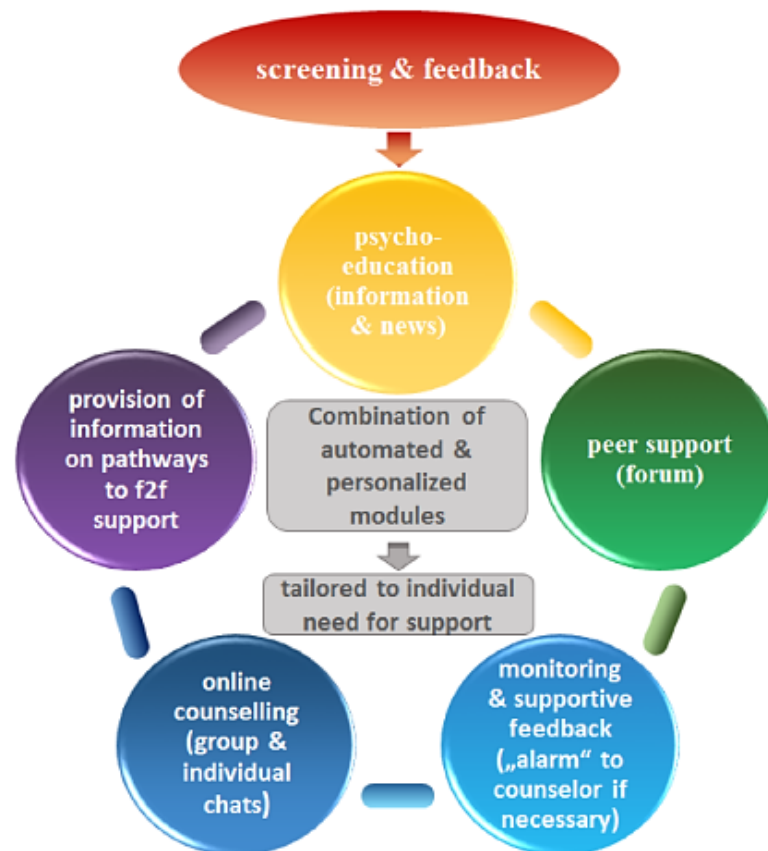 screening & feedback
psycho-
education
(information
& news)
provision of
information
on pathways
to f2f
support
Combination of
automated &
personalized
modules
peer support
(forum)
tailored to individual
need for support
online
counselling
(group &
individual
chats)
monitoring
& supportive
feedback
(„alarm“ to
counselor if
necessary)